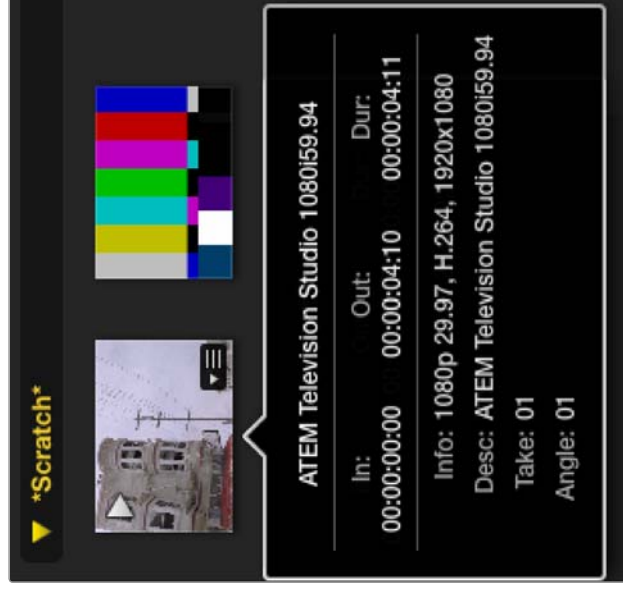 *Scratch*
ATEM Television Studio 1080i59.94
In: Out: Dur:
00:00:00:00 00:00:04:10 00:00:04:11
Info: 1080p 29.97, H.264, 1920x1080
Desc: ATEM Television Studio 1080i59.94
Take: 01
Angle: 01